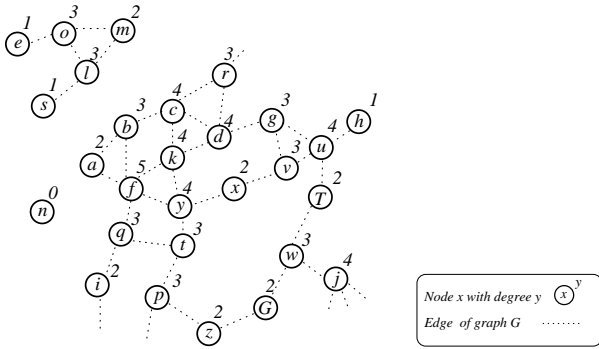 1
e
3
o
2
m
3
l
1
s
3
r
4
c
3
b
4
d
3
g
4
u
1
h
2
a
4
k
5
f
4
y
2
x
3
v
2
T
0
n
3
q
3
t
2
i
3
p
2
z
2
G
3
w
4
j
Node x with degree y
x
y
Edge of graph G